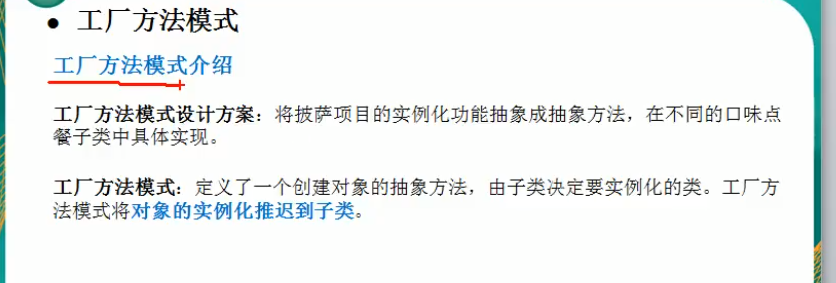 ● 工厂方法模式
工厂方法模式介绍
工厂方法模式设计方案：将披萨项目的实例化功能抽象成抽象方法，在不同的口味点
餐子类中具体实现。
工厂方法模式：定义了一个创建对象的抽象方法，由子类决定要实例化的类。工厂方
法模式将对象的实例化推迟到子类。